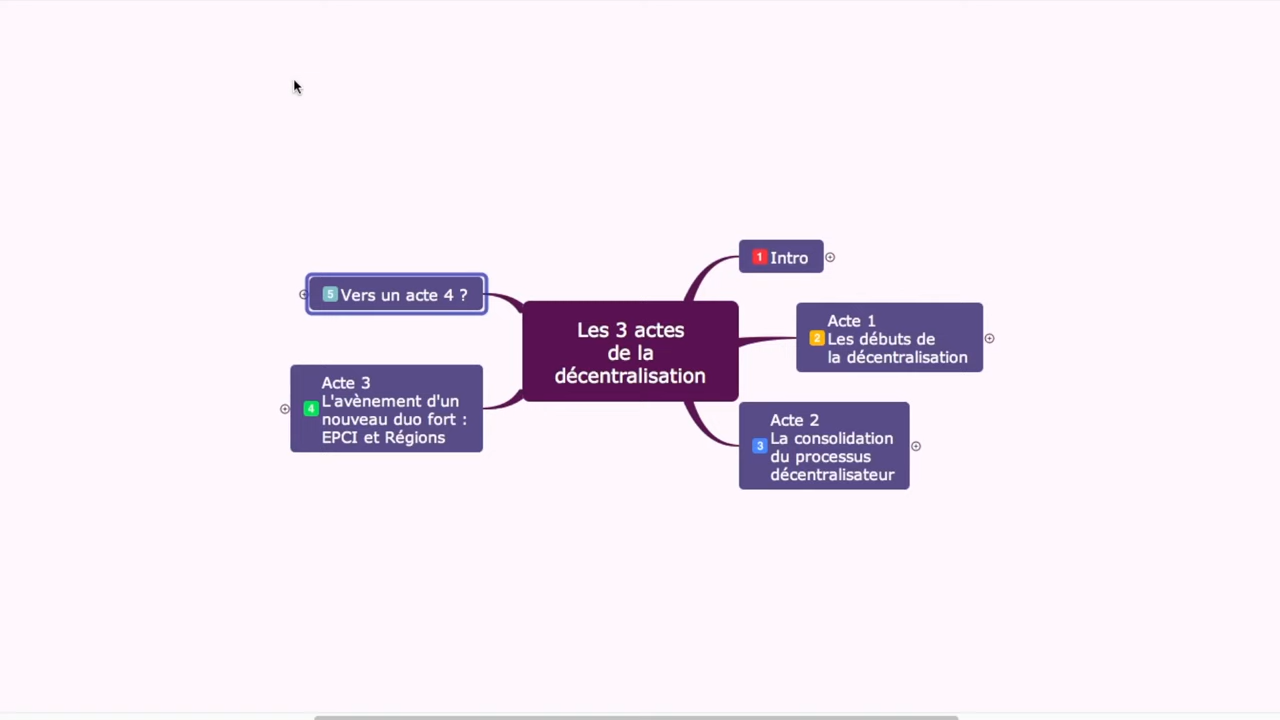 Les 3 actes
de la
décentralisation
1 Intro
Acte 1
2 Les débuts de
la décentralisation
Acte 2
La consolidation
3 du processus
décentralisateur
Acte 3
L'avènement d'un
4 nouveau duo fort :
EPCI et Régions
5 Vers un acte 4 ?